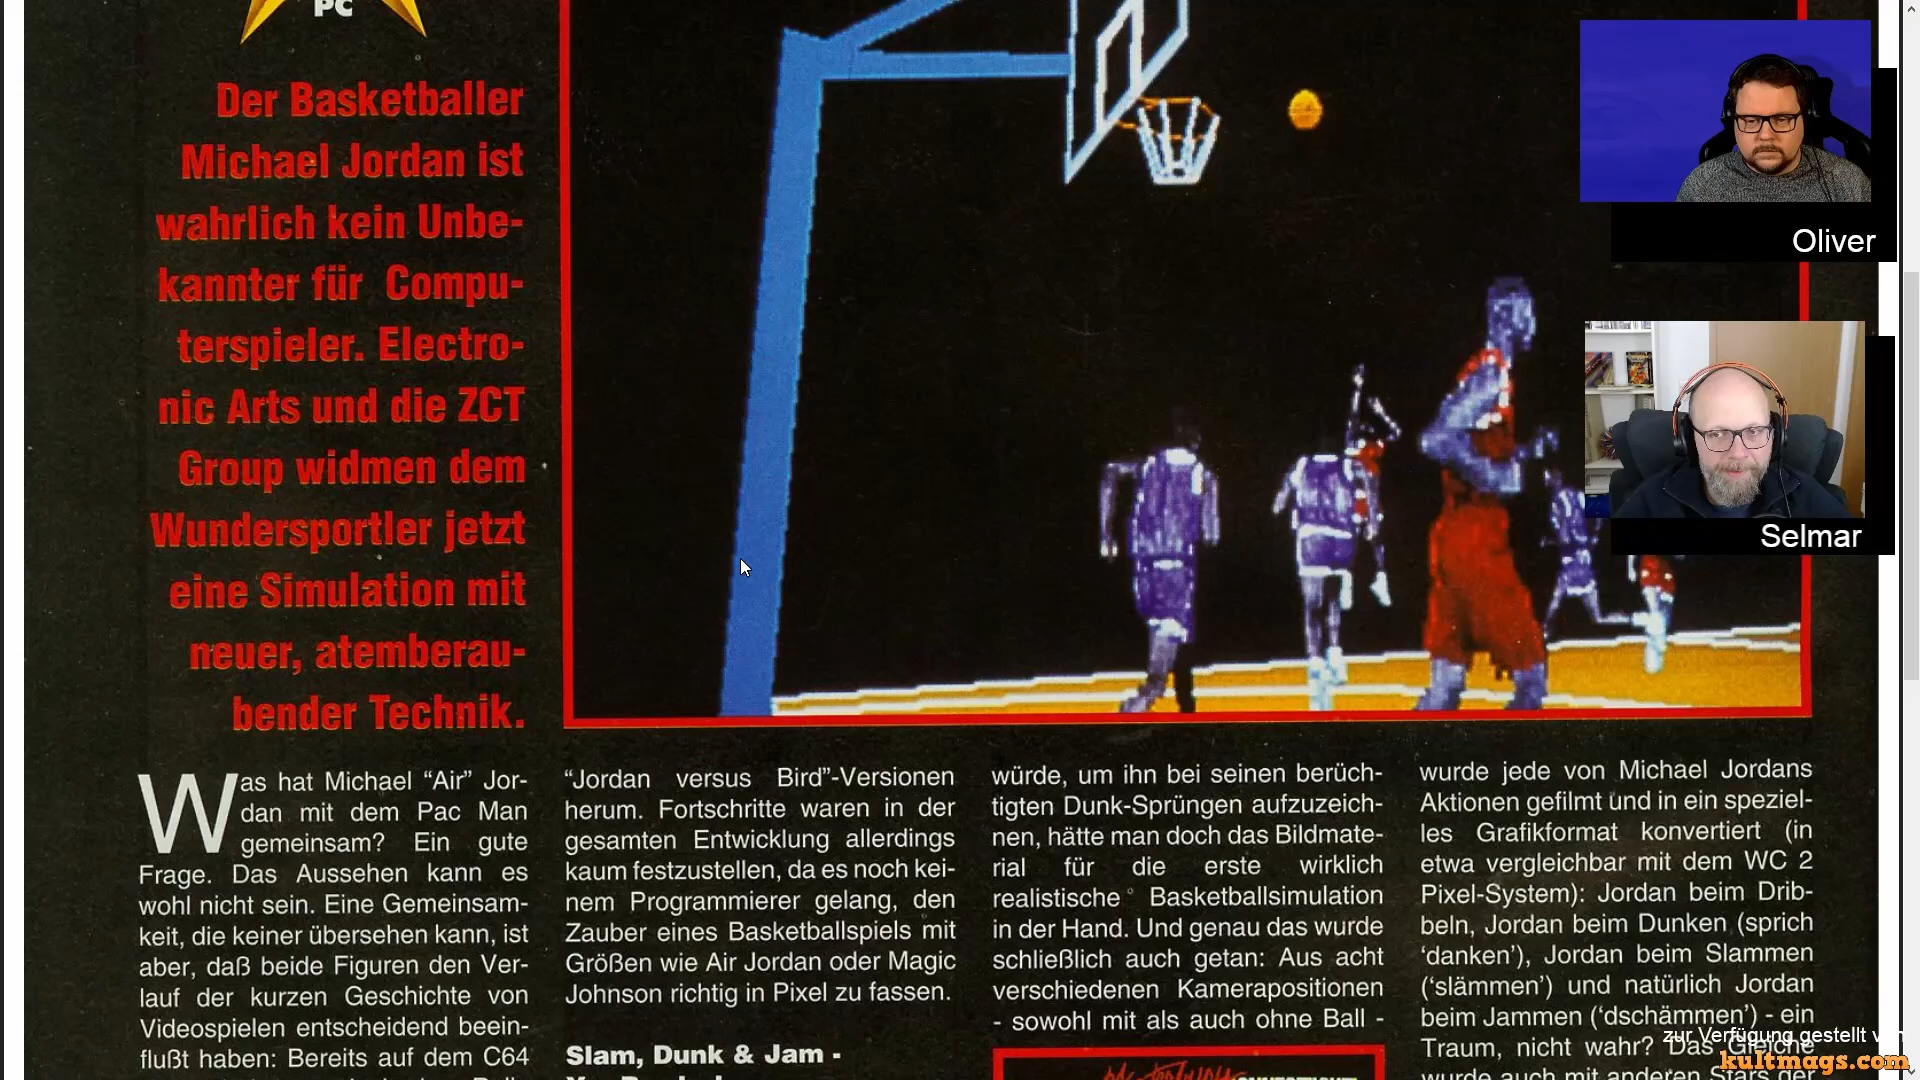 PC
Der Basketballer
Michael Jordan ist
wahrlich kein Unbe-
kannter für Compu-
terspieler. Electro-
nic Arts und die ZCT
Group widmen dem
Wundersportler jetzt
eine Simulation mit
neuer, atemberau-
bender Technik.
Oliver
Selmar
Was hat Michael “Air” Jor-
dan mit dem Pac Man
gemeinsam? Ein gute
Frage. Das Aussehen kann es
wohl nicht sein. Eine Gemeinsam-
keit, die keiner übersehen kann, ist
aber, daß beide Figuren den Ver-
lauf der kurzen Geschichte von
Videospielen entscheidend beein-
flußt haben: Bereits auf dem C64
“Jordan versus Bird”-Versionen
herum. Fortschritte waren in der
gesamten Entwicklung allerdings
kaum festzustellen, da es noch kei-
nem Programmierer gelang, den
Zauber eines Basketballspiels mit
Größen wie Air Jordan oder Magic
Johnson richtig in Pixel zu fassen.
Slam, Dunk & Jam -
würde, um ihn bei seinen berüch-
tigten Dunk-Sprüngen aufzuzeich-
nen, hätte man doch das Bildmate-
rial für die erste wirklich
realistische Basketballsimulation
in der Hand. Und genau das wurde
schließlich auch getan: Aus acht
verschiedenen Kamerapositionen
- sowohl mit als auch ohne Ball -
wurde jede von Michael Jordans
Aktionen gefilmt und in ein speziel-
les Grafikformat konvertiert (in
etwa vergleichbar mit dem WC 2
Pixel-System): Jordan beim Drib-
beln, Jordan beim Dunken (sprich
‘danken’), Jordan beim Slammen
(‘slämmen’) und natürlich Jordan
beim Jammen (‘dschämmen’) - ein
Traum, nicht wahr? Das Gleiche
wurde auch mit anderen Stars der
zur Verfügung gestellt von
kultmags.com